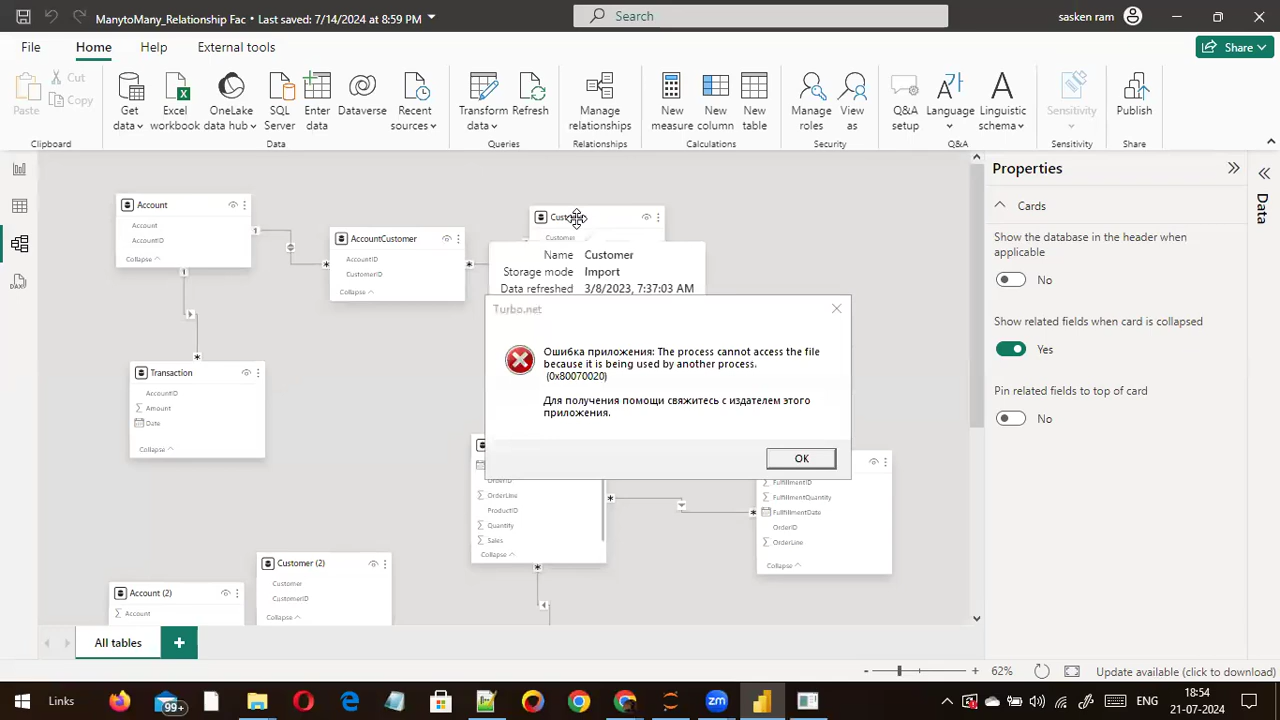 ManytoMany_Relationship Fac • Last saved: 7/14/2024 at 8:59 PM
Search
sasken ram
File
Home
Help
External tools
Share
Paste
Cut
Copy
Clipboard
Get data
Excel workbook
OneLake data hub
SQL Server
Enter data
Dataverse
Recent sources
Data
Transform data
Refresh
Queries
Manage relationships
Relationships
New measure
New column
New table
Calculations
Manage roles
View as
Security
Q&A setup
Language
Linguistic schema
Q&A
Sensitivity
Sensitivity
Publish
Share
DAX
Account
Account
AccountID
Collapse
1
1
AccountCustomer
AccountID
CustomerID
Collapse
Customer
Name Customer
Storage mode Import
Data refreshed 3/8/2023, 7:37:03 AM
Turbo.net
Ошибка приложения: The process cannot access the file
because it is being used by another process.
(0x80070020)
Для получения помощи свяжитесь с издателем этого
приложения.
OK
Transaction
AccountID
Amount
Date
Collapse
OrderID
OrderLine
ProductID
Quantity
Sales
Collapse
FulfillmentID
FulfillmentQuantity
FulfillmentDate
OrderID
OrderLine
Collapse
Customer (2)
Customer
CustomerID
Collapse
Account (2)
Account
Properties
Cards
Show the database in the header when
applicable
No
Show related fields when card is collapsed
Yes
Pin related fields to top of card
No
Data
All tables
62%
Update available (click to download)
Links
99+
ENG
18:54
21-07-2024